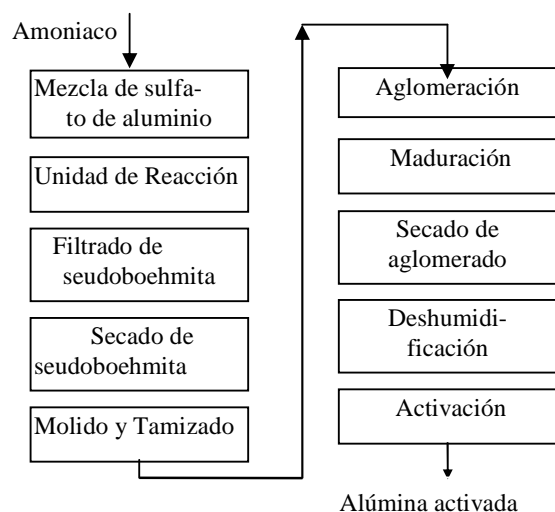 Amoniaco
Mezcla de sulfa-
to de aluminio
Unidad de Reacción
Filtrado de
seudoboehmita
Secado de
seudoboehmita
Molido y Tamizado
Aglomeración
Maduración
Secado de
aglomerado
Deshumidi-
ficación
Activación
Alúmina activada